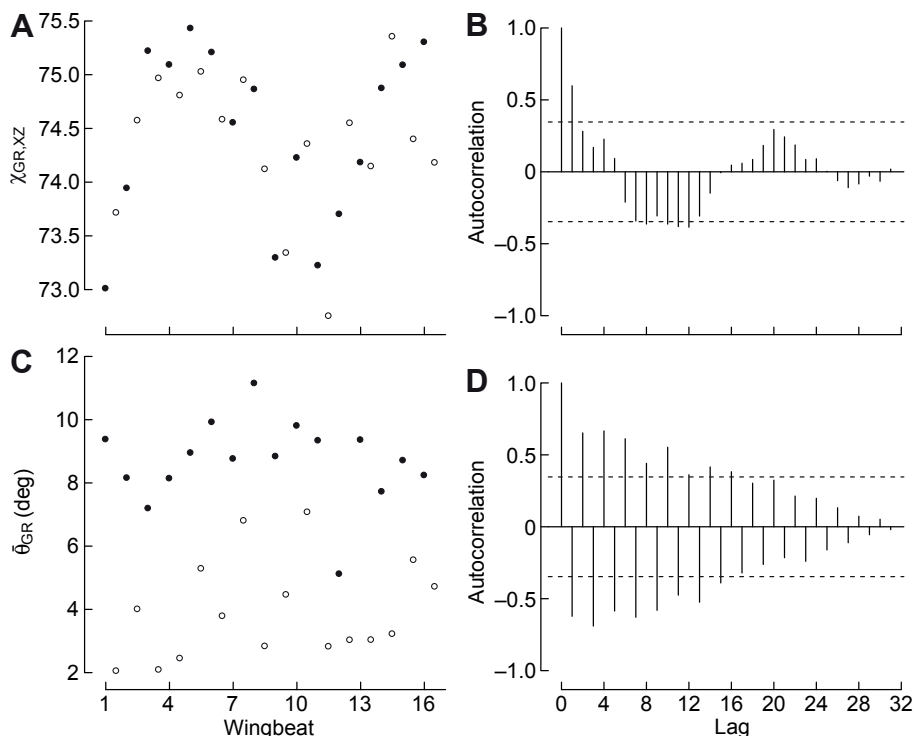 A
75.5
75.0
74.5
74.0
73.5
73.0
χGR,XZ
B
1.0
0.5
0
–0.5
–1.0
Autocorrelation
C
12
10
8
6
4
2
θ̄GR (deg)
1 4 7 10 13 16
Wingbeat
D
1.0
0.5
0
–0.5
–1.0
Autocorrelation
0 4 8 12 16 20 24 28 32
Lag